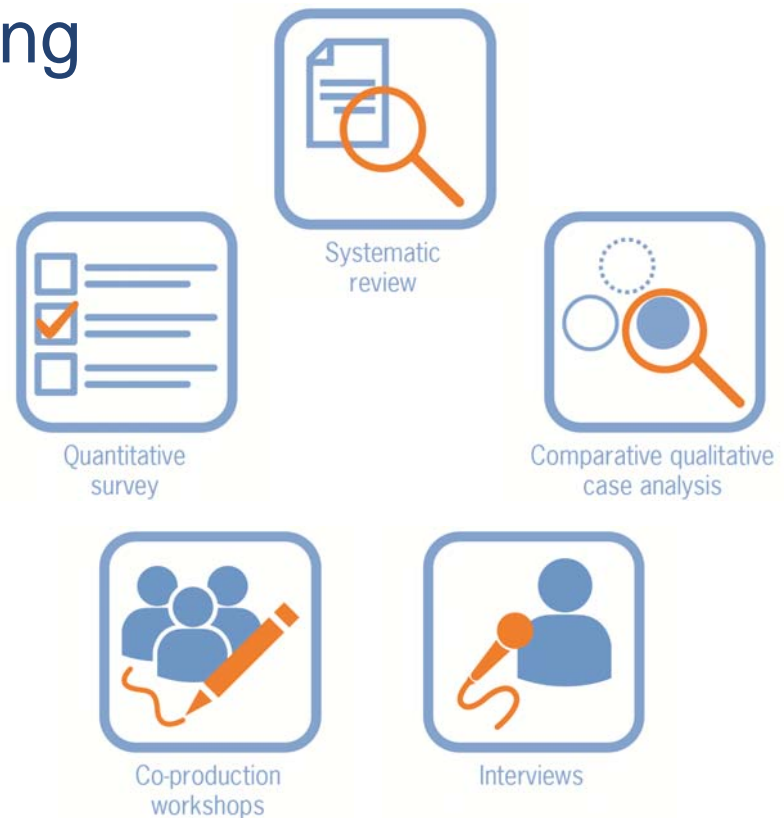 ng
Systematic
review
Quantitative
survey
Comparative qualitative
case analysis
Co-production
workshops
Interviews